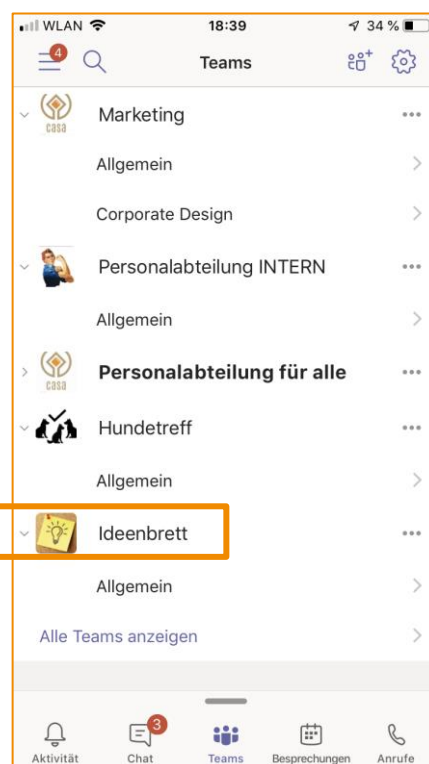 WLAN 18:39 34 %
4 Teams
casa Marketing
Allgemein
Corporate Design
Personalabteilung INTERN
Allgemein
casa Personalabteilung für alle
Hundetreff
Allgemein
Ideenbrett
Allgemein
Alle Teams anzeigen
3
Aktivität Chat Teams Besprechungen Anrufe